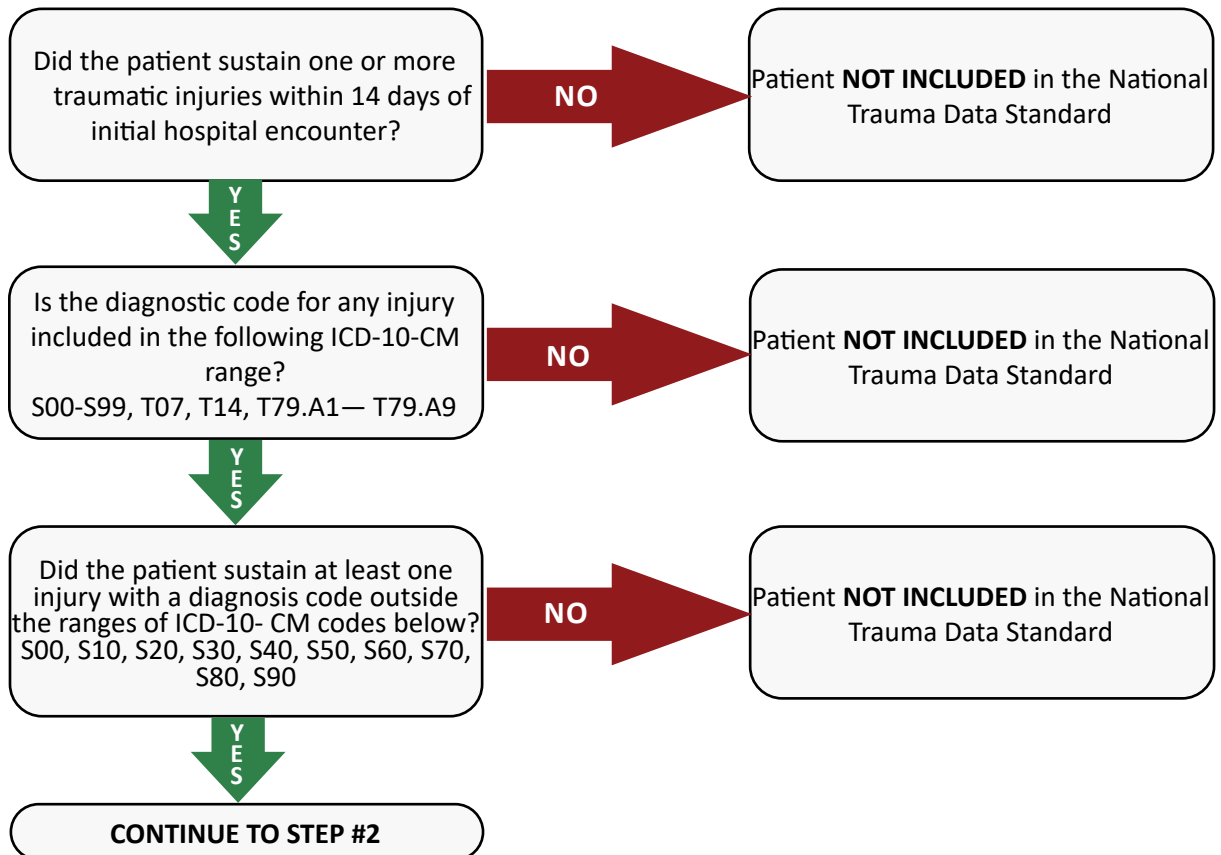 Did the patient sustain one or more
traumatic injuries within 14 days of
initial hospital encounter?
NO
Patient NOT INCLUDED in the National
Trauma Data Standard
YES
Is the diagnostic code for any injury
included in the following ICD-10-CM
range?
S00-S99, T07, T14, T79.A1— T79.A9
NO
Patient NOT INCLUDED in the National
Trauma Data Standard
YES
Did the patient sustain at least one
injury with a diagnosis code outside
the ranges of ICD-10- CM codes below?
S00, S10, S20, S30, S40, S50, S60, S70,
S80, S90
NO
Patient NOT INCLUDED in the National
Trauma Data Standard
YES
CONTINUE TO STEP #2